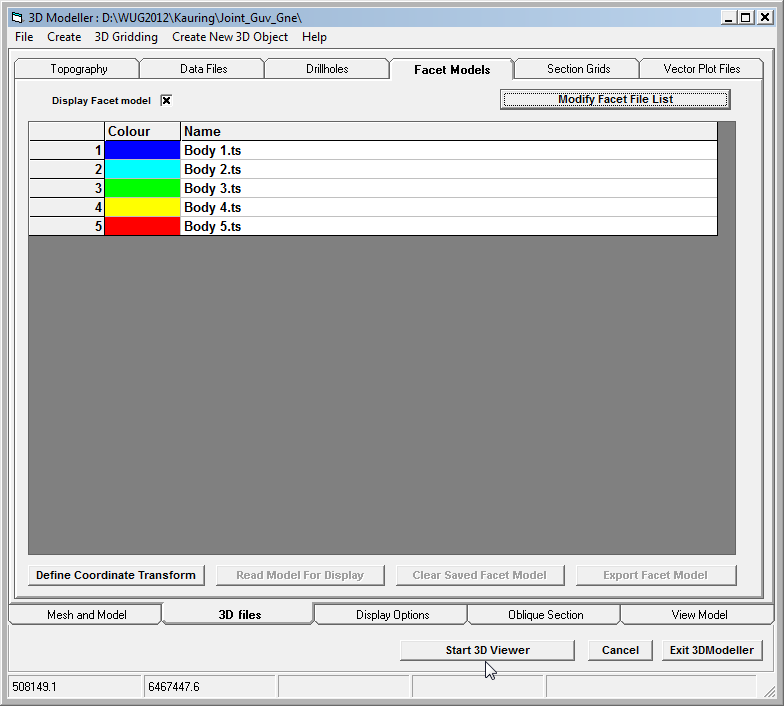 3D Modeller : D:\WUG2012\Kauring\Joint_Guv_Gne\
File Create 3D Gridding Create New 3D Object Help
Topography Data Files Drillholes Facet Models Section Grids Vector Plot Files
Display Facet model Modify Facet File List
Colour Name
1 Body 1.ts
2 Body 2.ts
3 Body 3.ts
4 Body 4.ts
5 Body 5.ts
Define Coordinate Transform Read Model For Display Clear Saved Facet Model Export Facet Model
Mesh and Model 3D files Display Options Oblique Section View Model
Start 3D Viewer Cancel Exit 3DModeller
508149.1 6467447.6